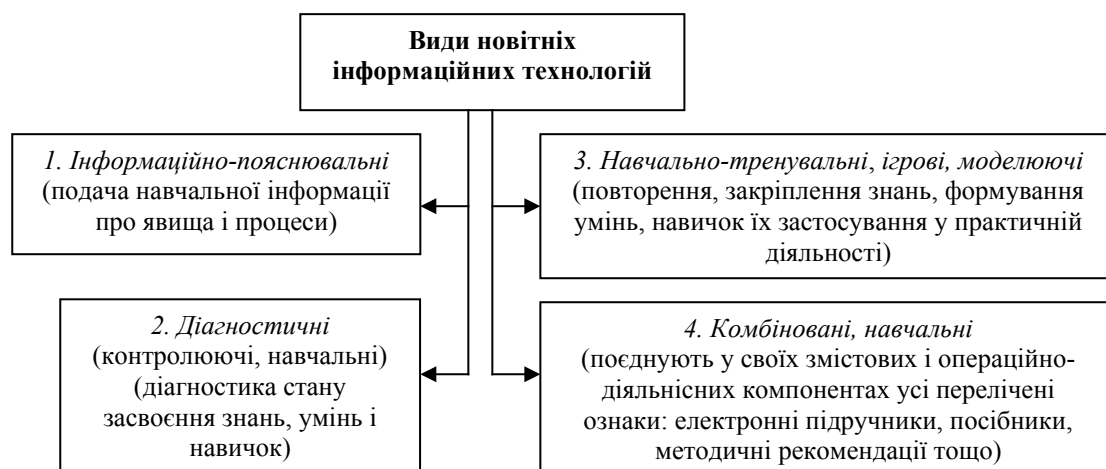 Види новітніх
інформаційних технологій
1. Інформаційно-пояснювальні
(подача навчальної інформації
про явища і процеси)
2. Діагностичні
(контролюючі, навчальні)
(діагностика стану
засвоєння знань, умінь і
навичок)
3. Навчально-тренувальні, ігрові, моделюючі
(повторення, закріплення знань, формування
умінь, навичок їх застосування у практичній
діяльності)
4. Комбіновані, навчальні
(поєднують у своїх змістових і операційно-
діяльнісних компонентах усі перелічені
ознаки: електронні підручники, посібники,
методичні рекомендації тощо)